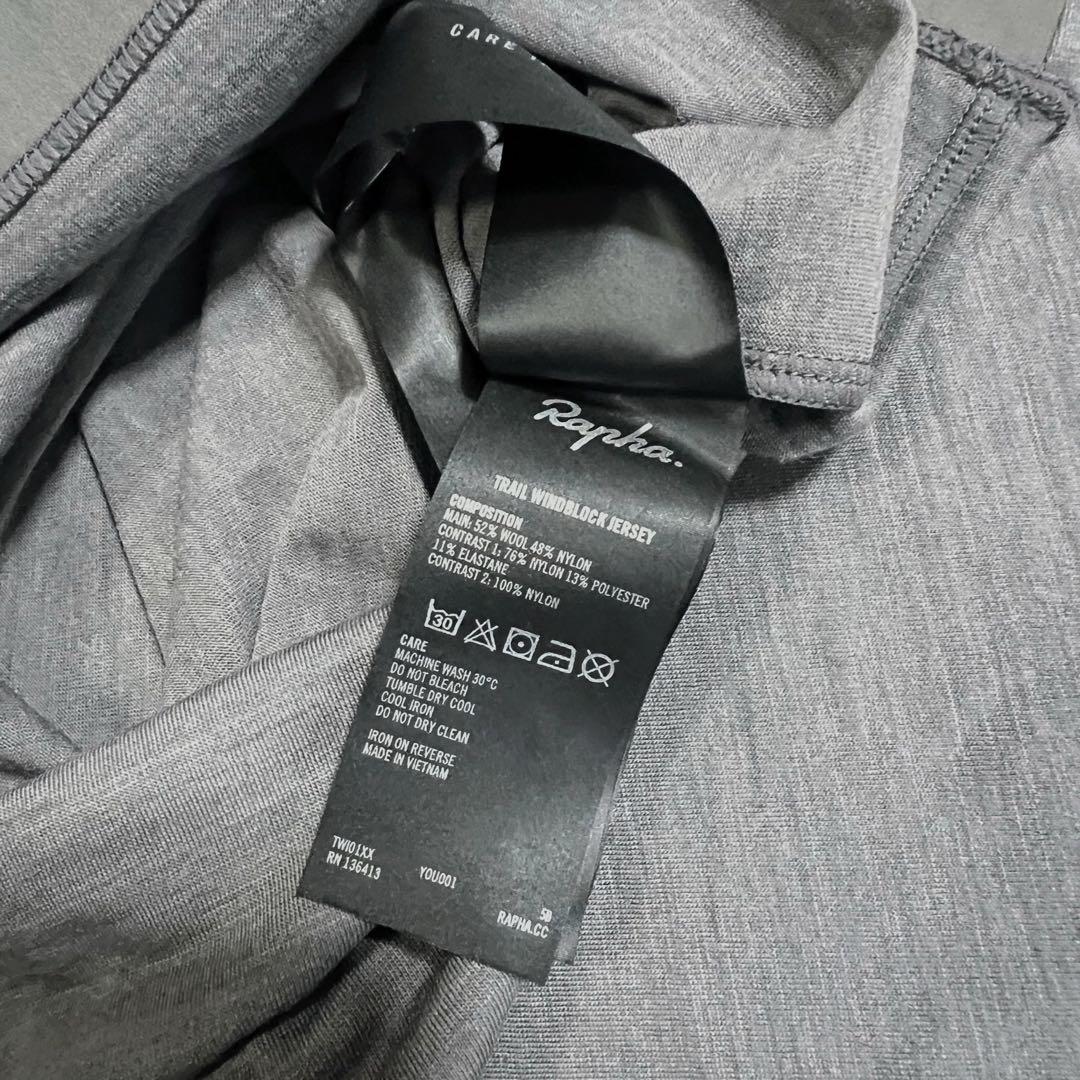 CARE
Rapha.
TRAIL WINDBLOCK JERSEY
COMPOSITION
MAIN: 52% WOOL 48% NYLON
CONTRAST 1: 76% NYLON 13% POLYESTER
11% ELASTANE
CONTRAST 2: 100% NYLON
30
CARE
MACHINE WASH 30°C
DO NOT BLEACH
TUMBLE DRY COOL
COOL IRON
DO NOT DRY CLEAN
IRON ON REVERSE
MADE IN VIETNAM
TWI01XX
RN 136413
YOU001
50
RAPHA.CC